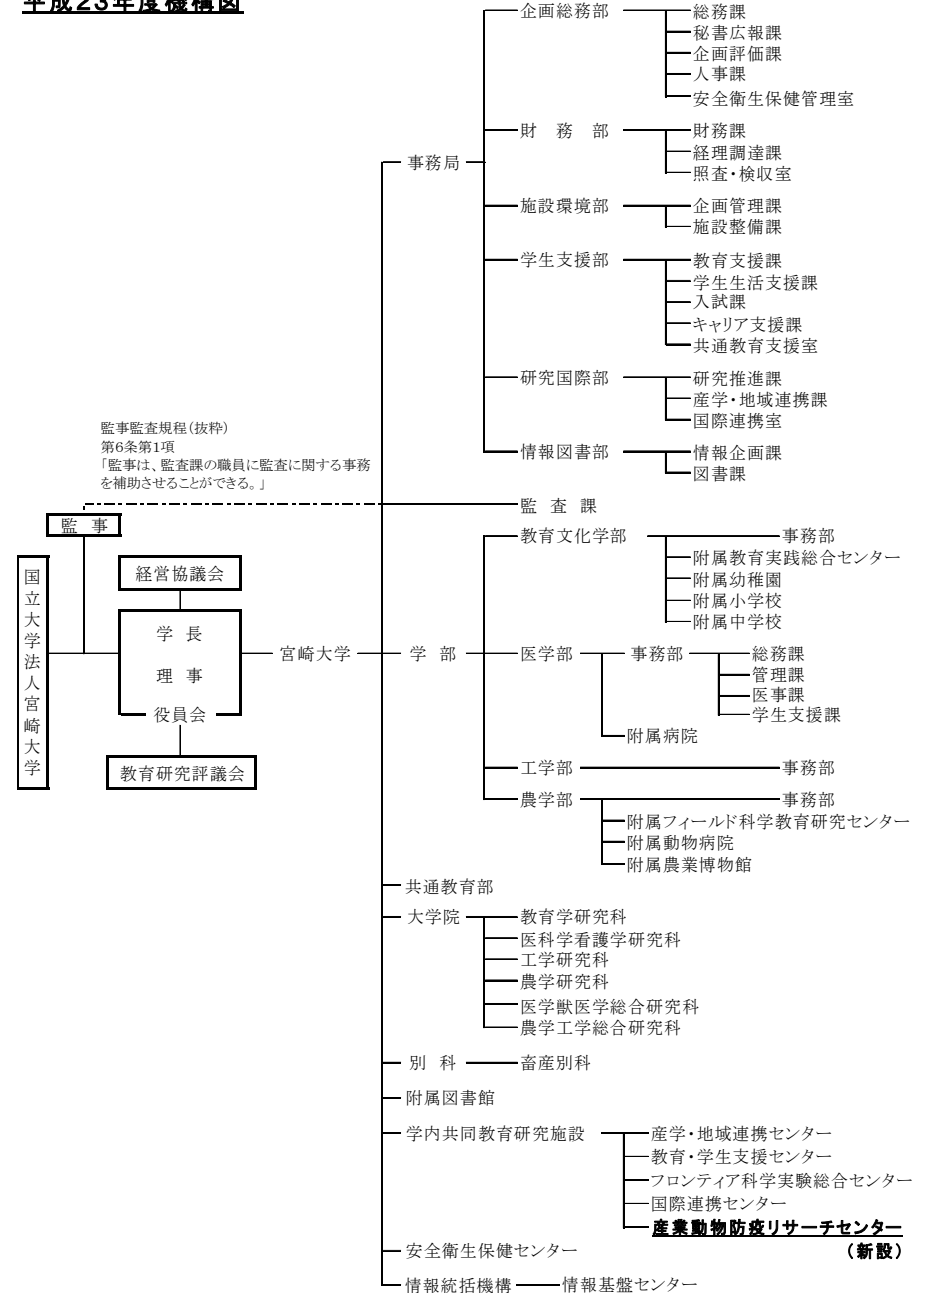 平成23年度機構図
企画総務部
総務課
秘書広報課
企画評価課
人事課
安全衛生保健管理室
財　務　部
財務課
経理調達課
照査・検収室
事務局
施設環境部
企画管理課
施設整備課
学生支援部
教育支援課
学生生活支援課
入試課
キャリア支援課
共通教育支援室
研究国際部
研究推進課
産学・地域連携課
国際連携室
情報図書部
情報企画課
図書課
監事監査規程(抜粋)
第6条第1項
「監事は、監査課の職員に監査に関する事務
を補助させることができる。」
監　査　課
監　事
国立大学法人宮崎大学
経営協議会
学　長
理　事
役員会
教育研究評議会
宮崎大学
学　部
教育文化学部
事務部
附属教育実践総合センター
附属幼稚園
附属小学校
附属中学校
医学部
事務部
総務課
管理課
医事課
学生支援課
附属病院
工学部
事務部
農学部
事務部
附属フィールド科学教育研究センター
附属動物病院
附属農業博物館
共通教育部
大学院
教育学研究科
医科学看護学研究科
工学研究科
農学研究科
医学獣医学総合研究科
農学工学総合研究科
別　科
畜産別科
附属図書館
学内共同教育研究施設
産学・地域連携センター
教育・学生支援センター
フロンティア科学実験総合センター
国際連携センター
産業動物防疫リサーチセンター
(新設)
安全衛生保健センター
情報統括機構
情報基盤センター